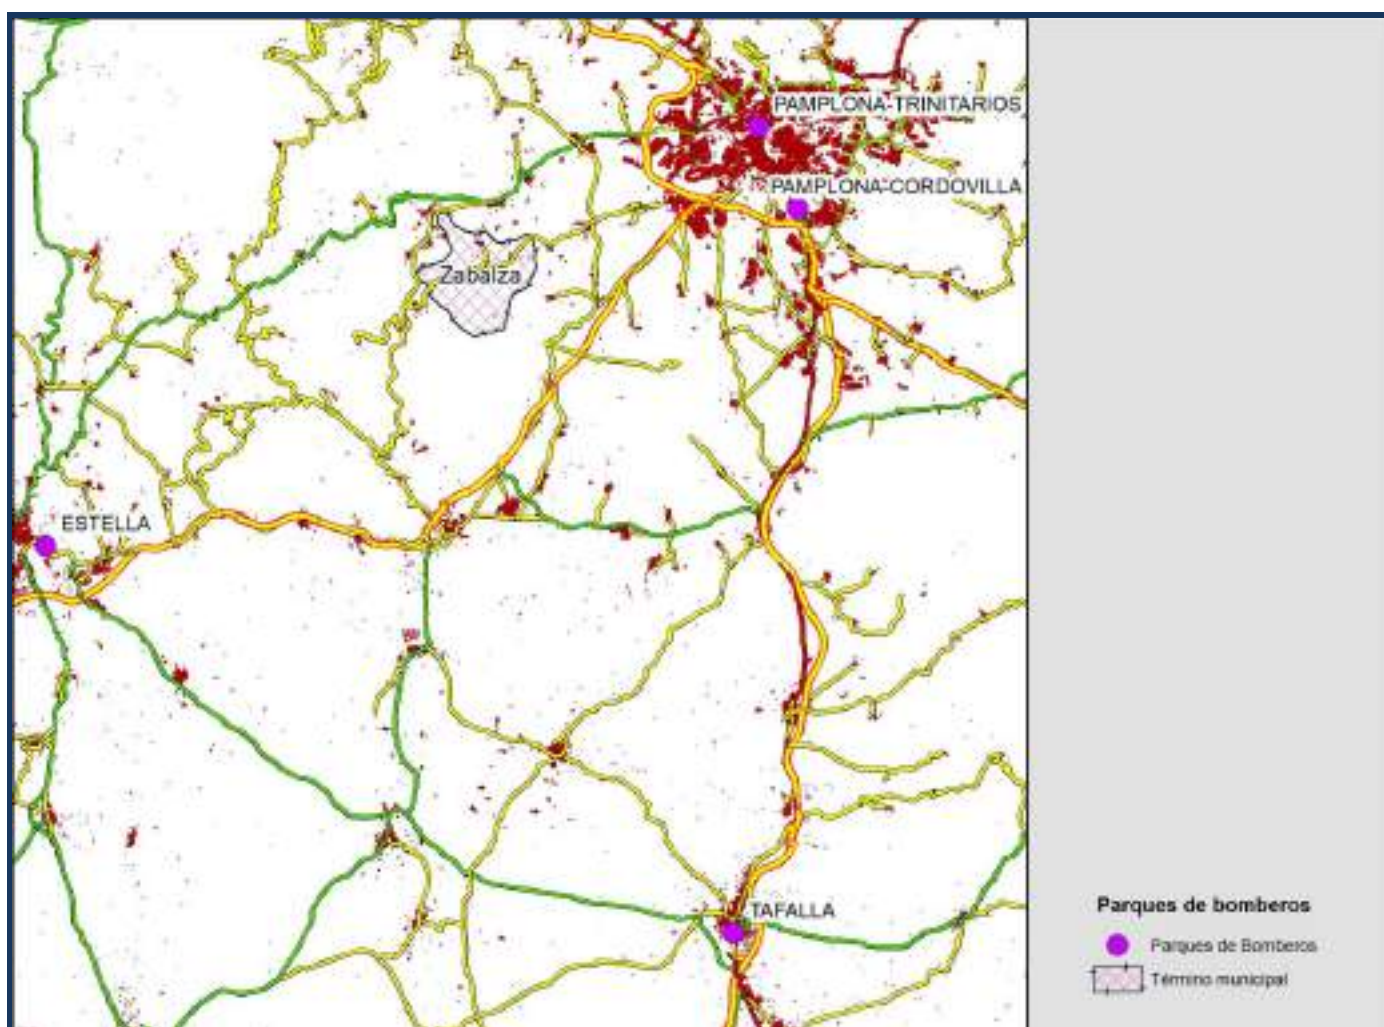 PAMPLONA-TRINITARIOS
PAMPLONA-CORDOVILLA
Zabalza
ESTELLA
TAFALLA
Parques de bomberos
Parques de Bomberos
Término municipal